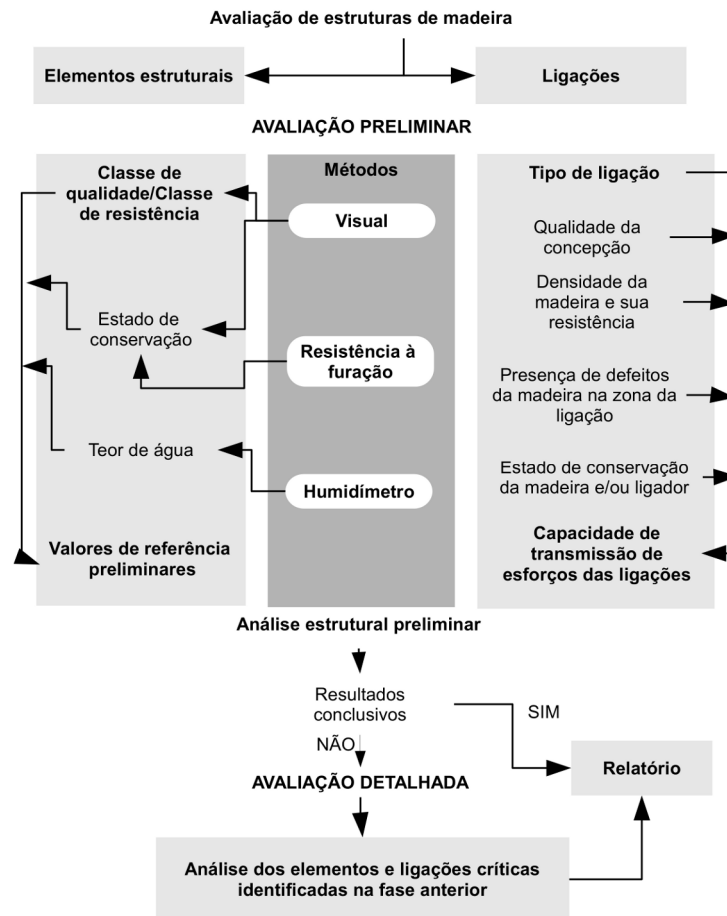 Avaliação de estruturas de madeira
Elementos estruturais
Ligações
AVALIAÇÃO PRELIMINAR
Classe de
qualidade/Classe
de resistência
Estado de
conservação
Teor de água
Valores de referência
preliminares
Métodos
Visual
Resistência à
furação
Humidímetro
Tipo de ligação
Qualidade da
concepção
Densidade da
madeira e sua
resistência
Presença de defeitos
da madeira na zona da
ligação
Estado de conservação
da madeira e/ou ligador
Capacidade de
transmissão de
esforços das ligações
Análise estrutural preliminar
Resultados
conclusivos
SIM
NÃO
Relatório
AVALIAÇÃO DETALHADA
Análise dos elementos e ligações críticas
identificadas na fase anterior